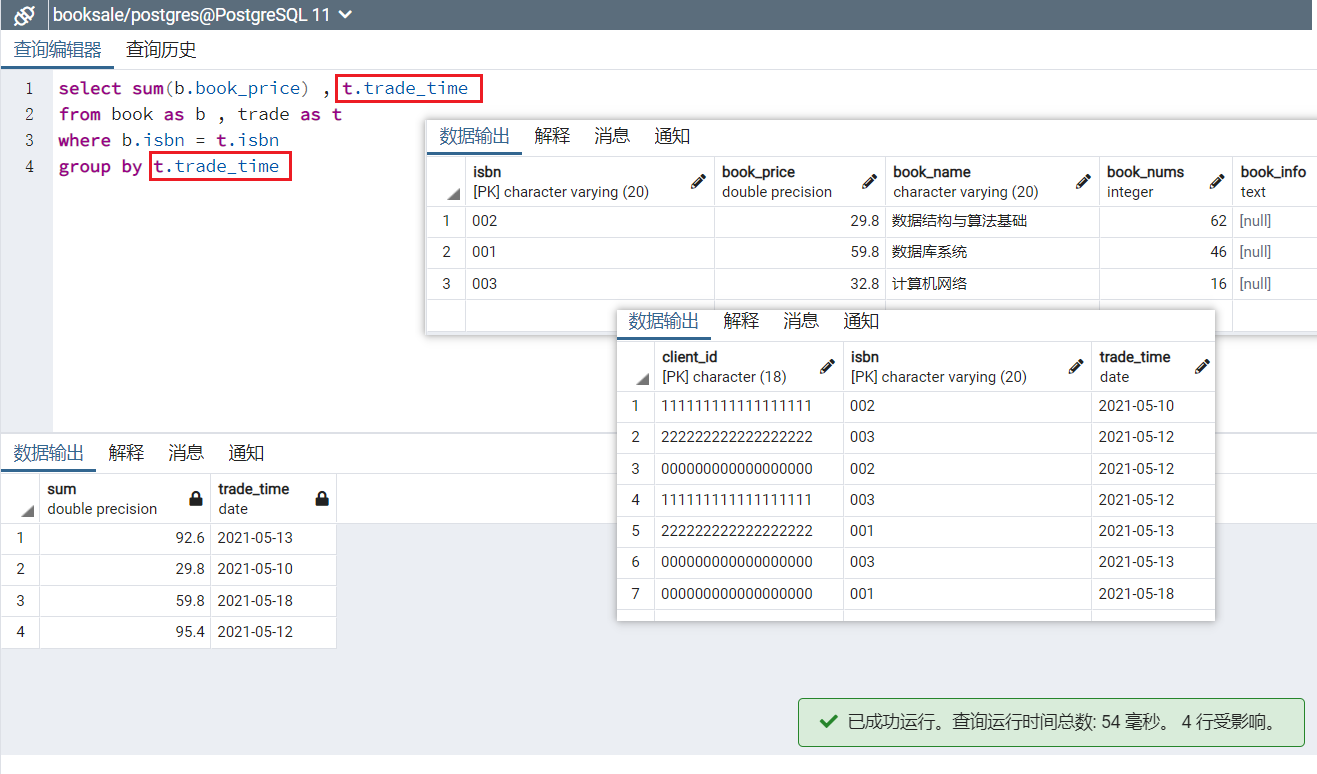 booksale/postgres@PostgreSQL 11
查询编辑器 查询历史
1 select sum(b.book_price) , t.trade_time
2 from book as b , trade as t
3 where b.isbn = t.isbn
4 group by t.trade_time
数据输出 解释 消息 通知
isbn book_price book_name book_nums book_info
[PK] character varying (20) double precision character varying (20) integer text
1 002 29.8 数据结构与算法基础 62 [null]
2 001 59.8 数据库系统 46 [null]
3 003 32.8 计算机网络 16 [null]
数据输出 解释 消息 通知
client_id isbn trade_time
[PK] character (18) [PK] character varying (20) date
1 111111111111111111 002 2021-05-10
2 222222222222222222 003 2021-05-12
3 000000000000000000 002 2021-05-12
4 111111111111111111 003 2021-05-12
5 222222222222222222 001 2021-05-13
6 000000000000000000 003 2021-05-13
7 000000000000000000 001 2021-05-18
数据输出 解释 消息 通知
sum trade_time
double precision date
1 92.6 2021-05-13
2 29.8 2021-05-10
3 59.8 2021-05-18
4 95.4 2021-05-12
已成功运行。查询运行时间总数: 54 毫秒。 4 行受影响。